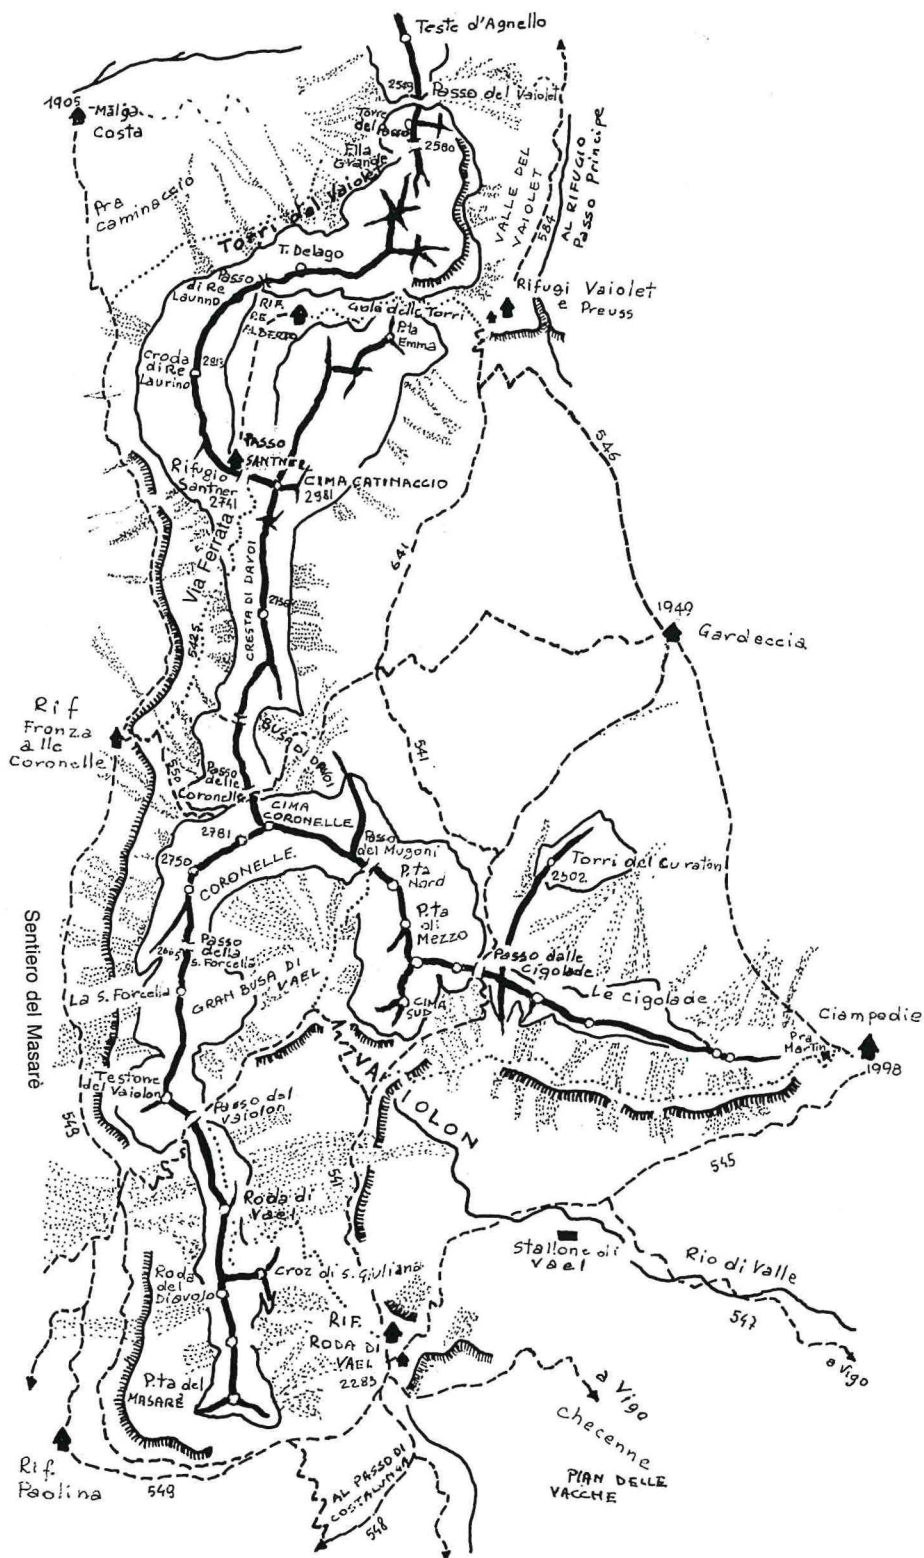 Teste d'Agnello
2509
Passo del Vaiolet
1905
Malga
Costa
Torre
del Passo
2580
Grande
Pra
caminaccio
Torri del Vaiolet
VALLE DEL
VAIOLET
584
AL RIFUGIO
Passo Principe
T. Delago
Passo
di Re
Laurino
RIF.
RE
ALBERTO
Gola delle Torri
Rifugi Vaiolet
e Preuss
P.ta
Emma
Croda
di Re
Laurino
2813
PASSO
SANTNER
Rifugio
Santner
2741
CIMA CATINACCIO
2981
546
641
Via Ferrata
CRESTA DI DAVOI
542S
1949
Gardeccia
Rif
Fronza
alle
Coronelle
550
BUSA DI DAVOI
541
Passo
delle
Coronelle
CIMA
CORONELLE
2781
2750
CORONELLE
Passo
del Mugoni
P.ta
Nord
Torri del Curaton
2502
P.ta
di
Mezzo
Sentiero del Masarè
Passo
della
S. Forcella
2665
GRAN BUSA DI
VAEL
Passo dalle
Cigolade
La S. Forcella
Le Cigolade
CIMA
SUD
Ciampedie
Pra
Martin
1998
Testone
del Vaiolon
VAIOLON
Passo dal
Vaiolon
549
545
541
Roda di
Vael
Stallone di
Vael
Rio di Valle
Roda
del
Diavolo
Croz di S. Giuliana
547
RIF.
RODA DI
VAEL
2283
a Vigo
P.ta del
MASARÈ
a Vigo
Checenne
Rif.
Paolina
549
AL PASSO DI
COSTALUNGA
548
PIAN DELLE
VACCHE